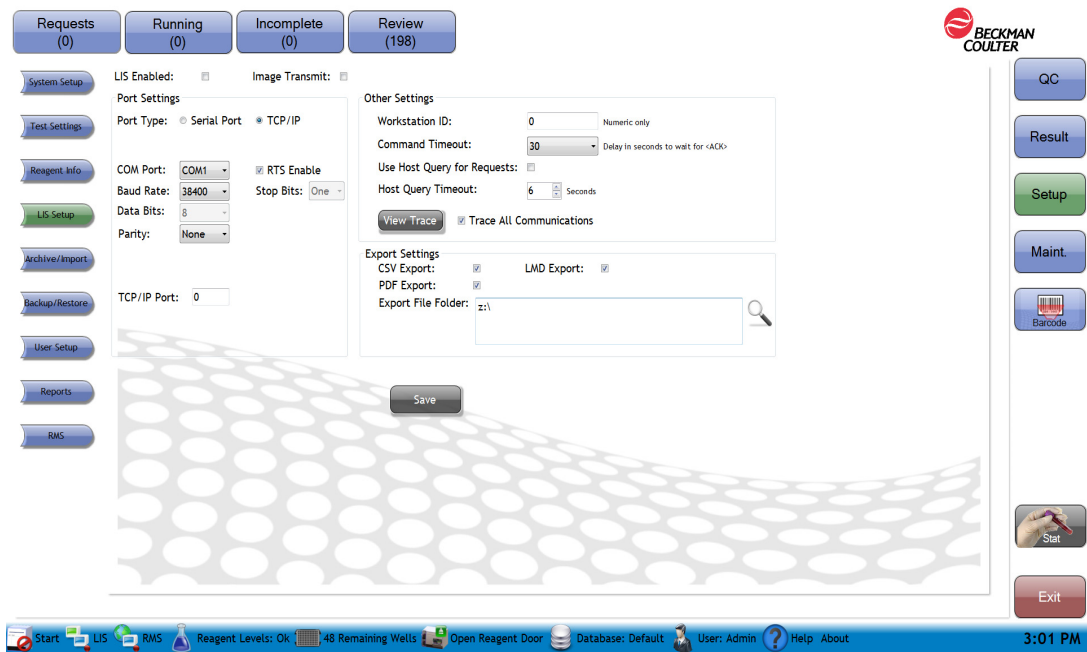 Requests
(0)
Running
(0)
Incomplete
(0)
Review
(198)
BECKMAN
COULTER
System Setup
Test Settings
Reagent Info
LIS Setup
Archive/Import
Backup/Restore
User Setup
Reports
RMS
LIS Enabled:
Image Transmit:
Port Settings
Port Type: Serial Port TCP/IP
COM Port: COM1 RTS Enable
Baud Rate: 38400 Stop Bits: One
Data Bits: 8
Parity: None
TCP/IP Port: 0
Other Settings
Workstation ID: 0 Numeric only
Command Timeout: 30 Delay in seconds to wait for <ACK>
Use Host Query for Requests:
Host Query Timeout: 6 Seconds
View Trace Trace All Communications
Export Settings
CSV Export: LMD Export:
PDF Export:
Export File Folder: z:\
Save
QC
Result
Setup
Maint.
Barcode
Stat
Exit
Start LIS RMS Reagent Levels: Ok 48 Remaining Wells Open Reagent Door Database: Default User: Admin ? Help About 3:01 PM